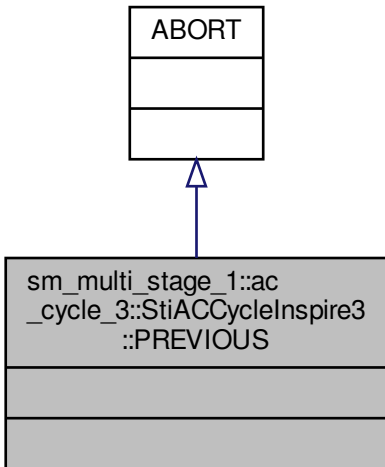 ABORT
sm_multi_stage_1::ac
_cycle_3::StiACCycleInspire3
::PREVIOUS